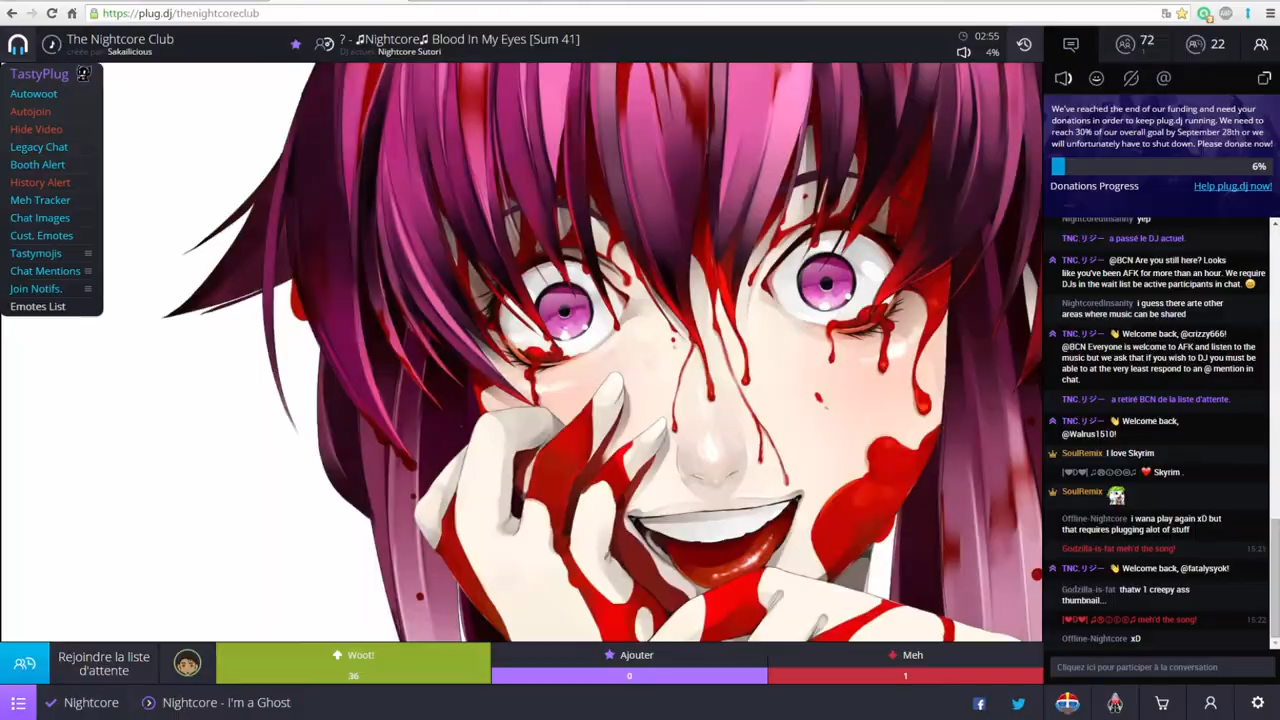 https://plug.dj/thenightcoreclub
The Nightcore Club
créée par Sakailicious
? - ♫Nightcore♫ Blood In My Eyes [Sum 41]
DJ actuel: Nightcore Sutori
02:55
4%
72
1
22
TastyPlug
Autowoot
Autojoin
Hide Video
Legacy Chat
Booth Alert
History Alert
Meh Tracker
Chat Images
Cust. Emotes
Tastymojis
Chat Mentions
Join Notifs.
Emotes List
We've reached the end of our funding and need your
donations in order to keep plug.dj running. We need to
reach 30% of our overall goal by September 28th or we
will unfortunately have to shut down. Please donate now!
6%
Donations Progress
Help plug.dj now!
NightcoredInsanity yep
TNC.リジー a passé le DJ actuel.
TNC.リジー @BCN Are you still here? Looks
like you've been AFK for more than an hour. We require
DJs in the wait list be active participants in chat. 😊
NightcoredInsanity i guess there arte other
areas where music can be shared
TNC.リジー 👋 Welcome back, @crizzy666!
@BCN Everyone is welcome to AFK and listen to the
music but we ask that if you wish to DJ you must be
able to at the very least respond to an @ mention in
chat.
TNC.リジー a retiré BCN de la liste d'attente.
TNC.リジー 👋 Welcome back,
@Walrus1510!
SoulRemix I love Skyrim
❤ Skyrim .
SoulRemix
Offline-Nightcore i wana play again xD but
that requires plugging alot of stuff
Godzilla-is-fat meh'd the song! 15:21
TNC.リジー 👋 Welcome back, @fatalysyok!
Godzilla-is-fat thatw 1 creepy ass
thumbnail...
meh'd the song! 15:22
Offline-Nightcore xD
Cliquez ici pour participer à la conversation
Rejoindre la liste
d'attente
Woot!
36
Ajouter
0
Meh
1
Nightcore
Nightcore - I'm a Ghost